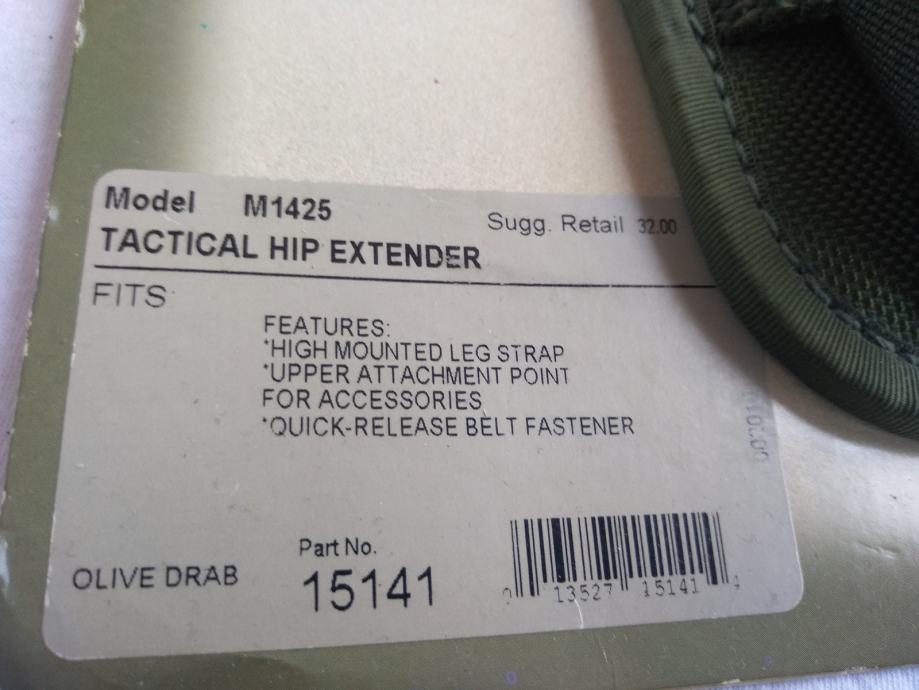 Model M1425
Sugg. Retail 32.00
TACTICAL HIP EXTENDER
FITS
FEATURES:
*HIGH MOUNTED LEG STRAP
*UPPER ATTACHMENT POINT
FOR ACCESSORIES
*QUICK-RELEASE BELT FASTENER
OLIVE DRAB
Part No.
15141
0 13527 15141 4